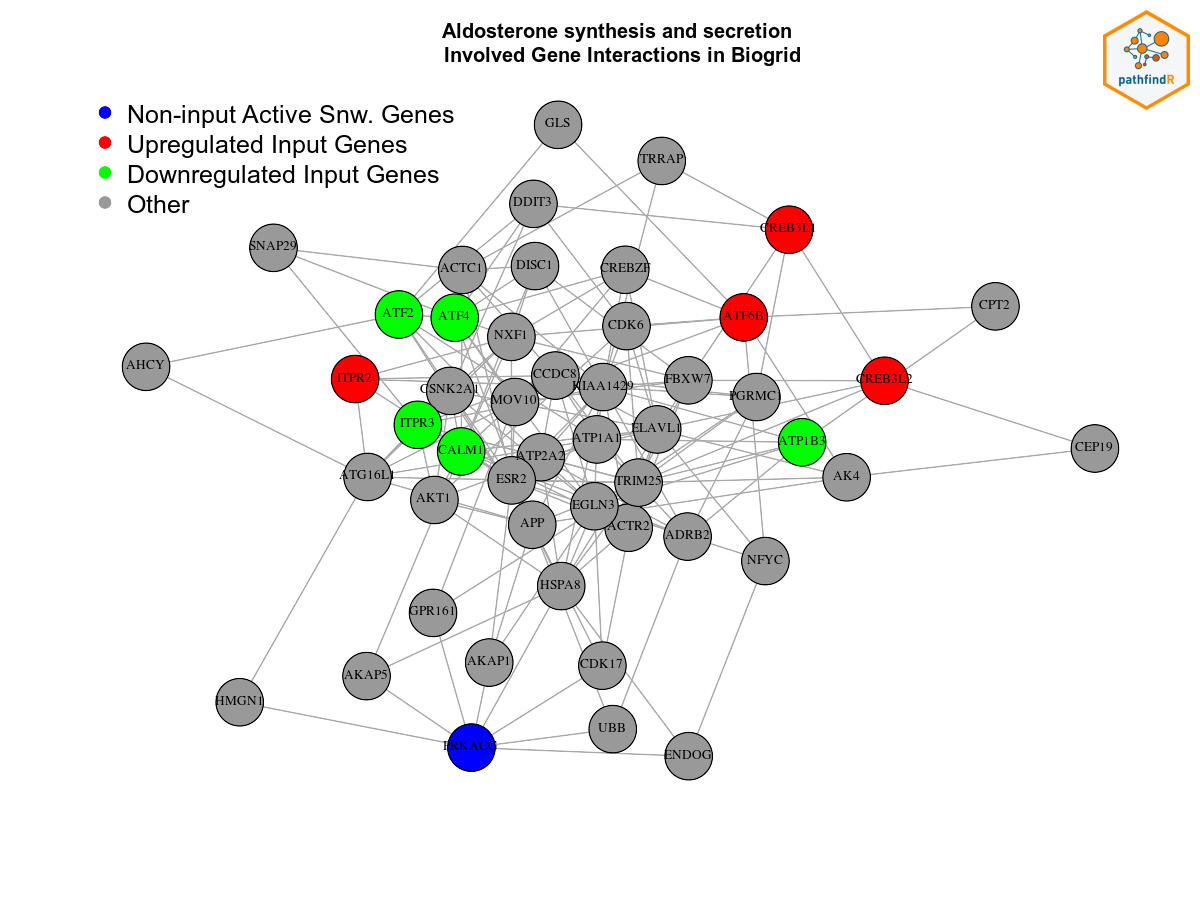 Aldosterone synthesis and secretion
Involved Gene Interactions in Biogrid
pathfindR
Non-input Active Snw. Genes
Upregulated Input Genes
Downregulated Input Genes
Other
GLS
TRRAP
DDIT3
CREB3L1
SNAP29
ACTC1
DISC1
CREBZF
CPT2
ATF2
ATF4
ATF6B
CDK6
NXF1
AHCY
ITPR2
CCDC8
FBXW7
CREB3L2
CSNK2A1
KIAA1429
PGRMC1
MOV10
ITPR3
ELAVL1
ATP1A1
ATP1B3
CEP19
CALM1
ATP2A2
ATG16L1
ESR2
TRIM25
AK4
AKT1
EGLN3
APP
ACTR2
ADRB2
NFYC
HSPA8
GPR161
AKAP1
CDK17
AKAP5
HMGN1
UBB
PRKACG
ENDOG